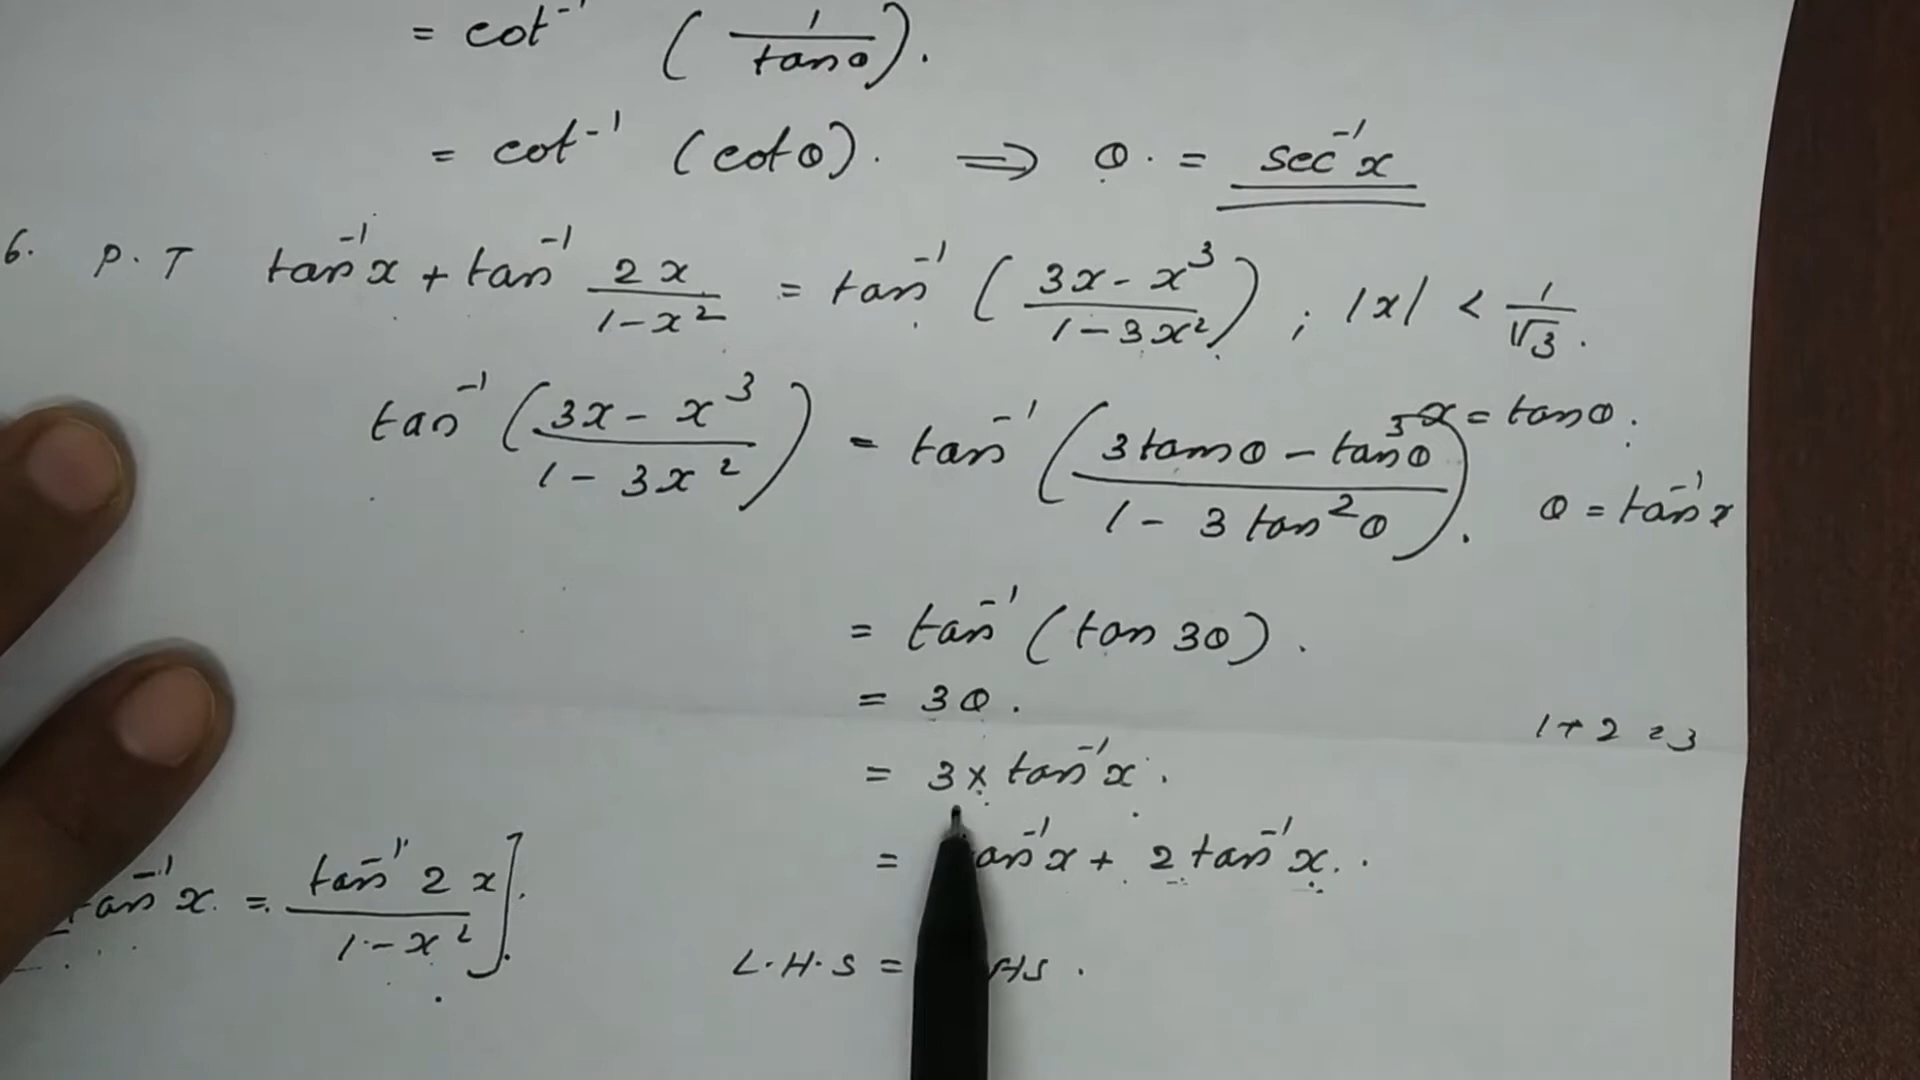 = cot⁻¹ (1/tanθ).
= cot⁻¹ (cotθ). ⟹ θ. = sec⁻¹x
6. P.T tan⁻¹x + tan⁻¹ 2x/1-x² = tan⁻¹ (3x - x³/1 - 3x²) ; |x| < 1/√3.
tan⁻¹ (3x - x³/1 - 3x²) = tan⁻¹ (3tanθ - tan³θ/1 - 3tan²θ). x = tanθ.
θ = tan⁻¹x
= tan⁻¹ (tan 3θ).
= 3θ.
1+2=3
= 3 × tan⁻¹x.
= tan⁻¹x + 2tan⁻¹x.
tan⁻¹x. = tan⁻¹ 2x/1-x²].
L.H.S = HS.